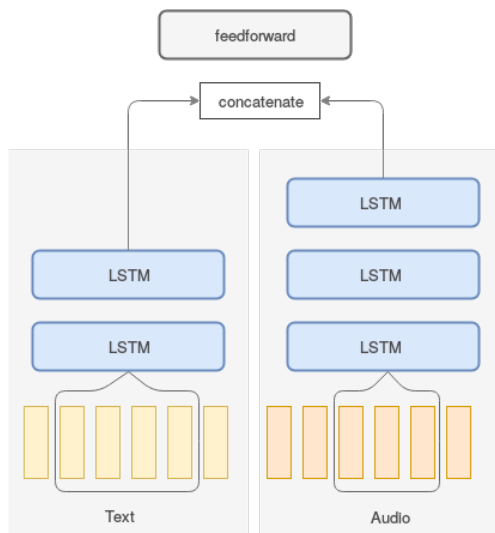 feedforward
concatenate
LSTM
LSTM
LSTM
LSTM
LSTM
Text
Audio